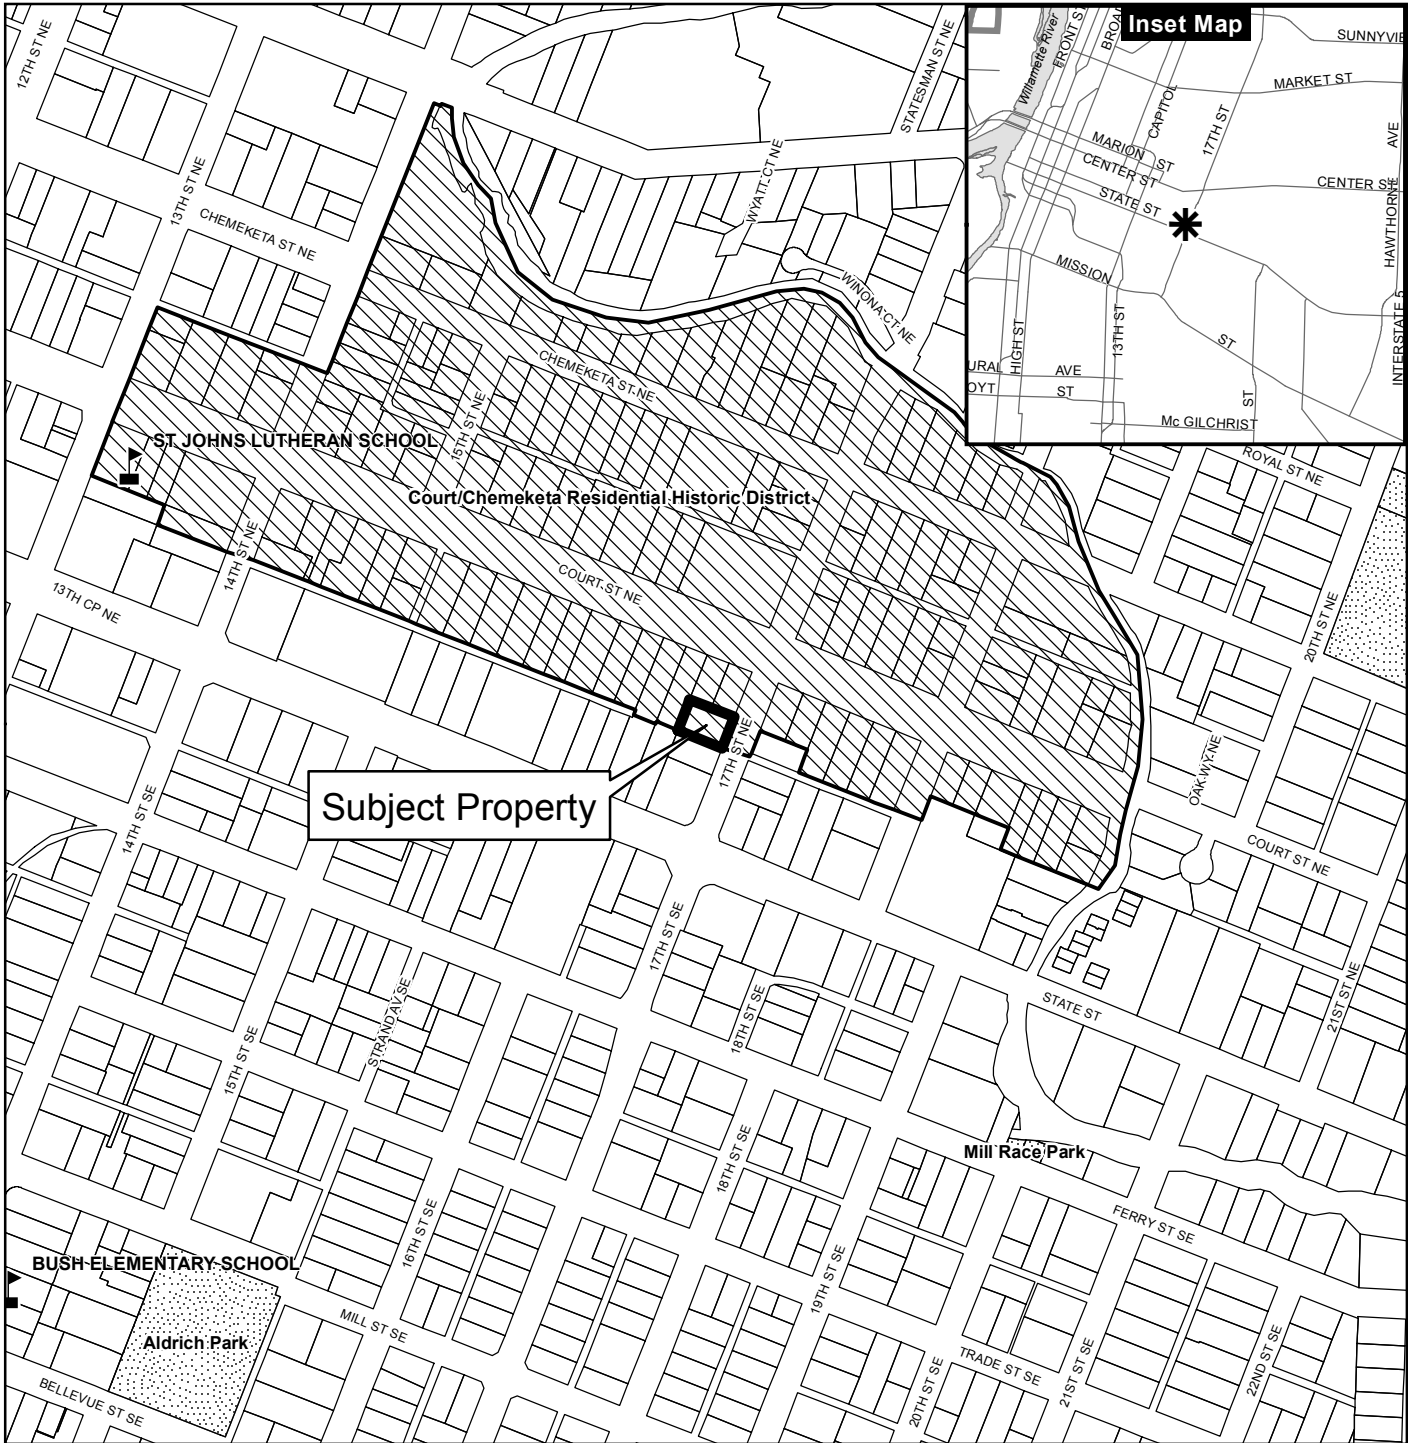 12TH ST NE
13TH ST NE
CHEMEKETA ST NE
STATESMAN ST NE
WYATT CT NE
WINONA CT NE
Inset Map
Willamette River
FRONT ST
BROAD
SUNNYVIE
MARKET ST
CAPITOL
17TH ST
AVE
MARION ST
CENTER ST
CENTER ST
STATE ST
HAWTHORNE
MISSION
ST
HIGH ST
13TH ST
INTERSTATE 5
URAL AVE
OYT ST
ST
Mc GILCHRIST
ROYAL ST NE
CHEMEKETA ST NE
15TH ST NE
ST JOHNS LUTHERAN SCHOOL
Court/Chemeketa Residential Historic District
14TH ST NE
COURT ST NE
13TH CP NE
20TH ST NE
17TH ST NE
OAK WY NE
Subject Property
14TH ST SE
COURT ST NE
17TH ST SE
STRAND AV SE
18TH ST SE
STATE ST
21ST ST NE
15TH ST SE
Mill Race Park
18TH ST SE
FERRY ST SE
16TH ST SE
BUSH ELEMENTARY SCHOOL
19TH ST SE
MILL ST SE
Aldrich Park
TRADE ST SE
21ST ST SE
22ND ST SE
20TH ST SE
BELLEVUE ST SE